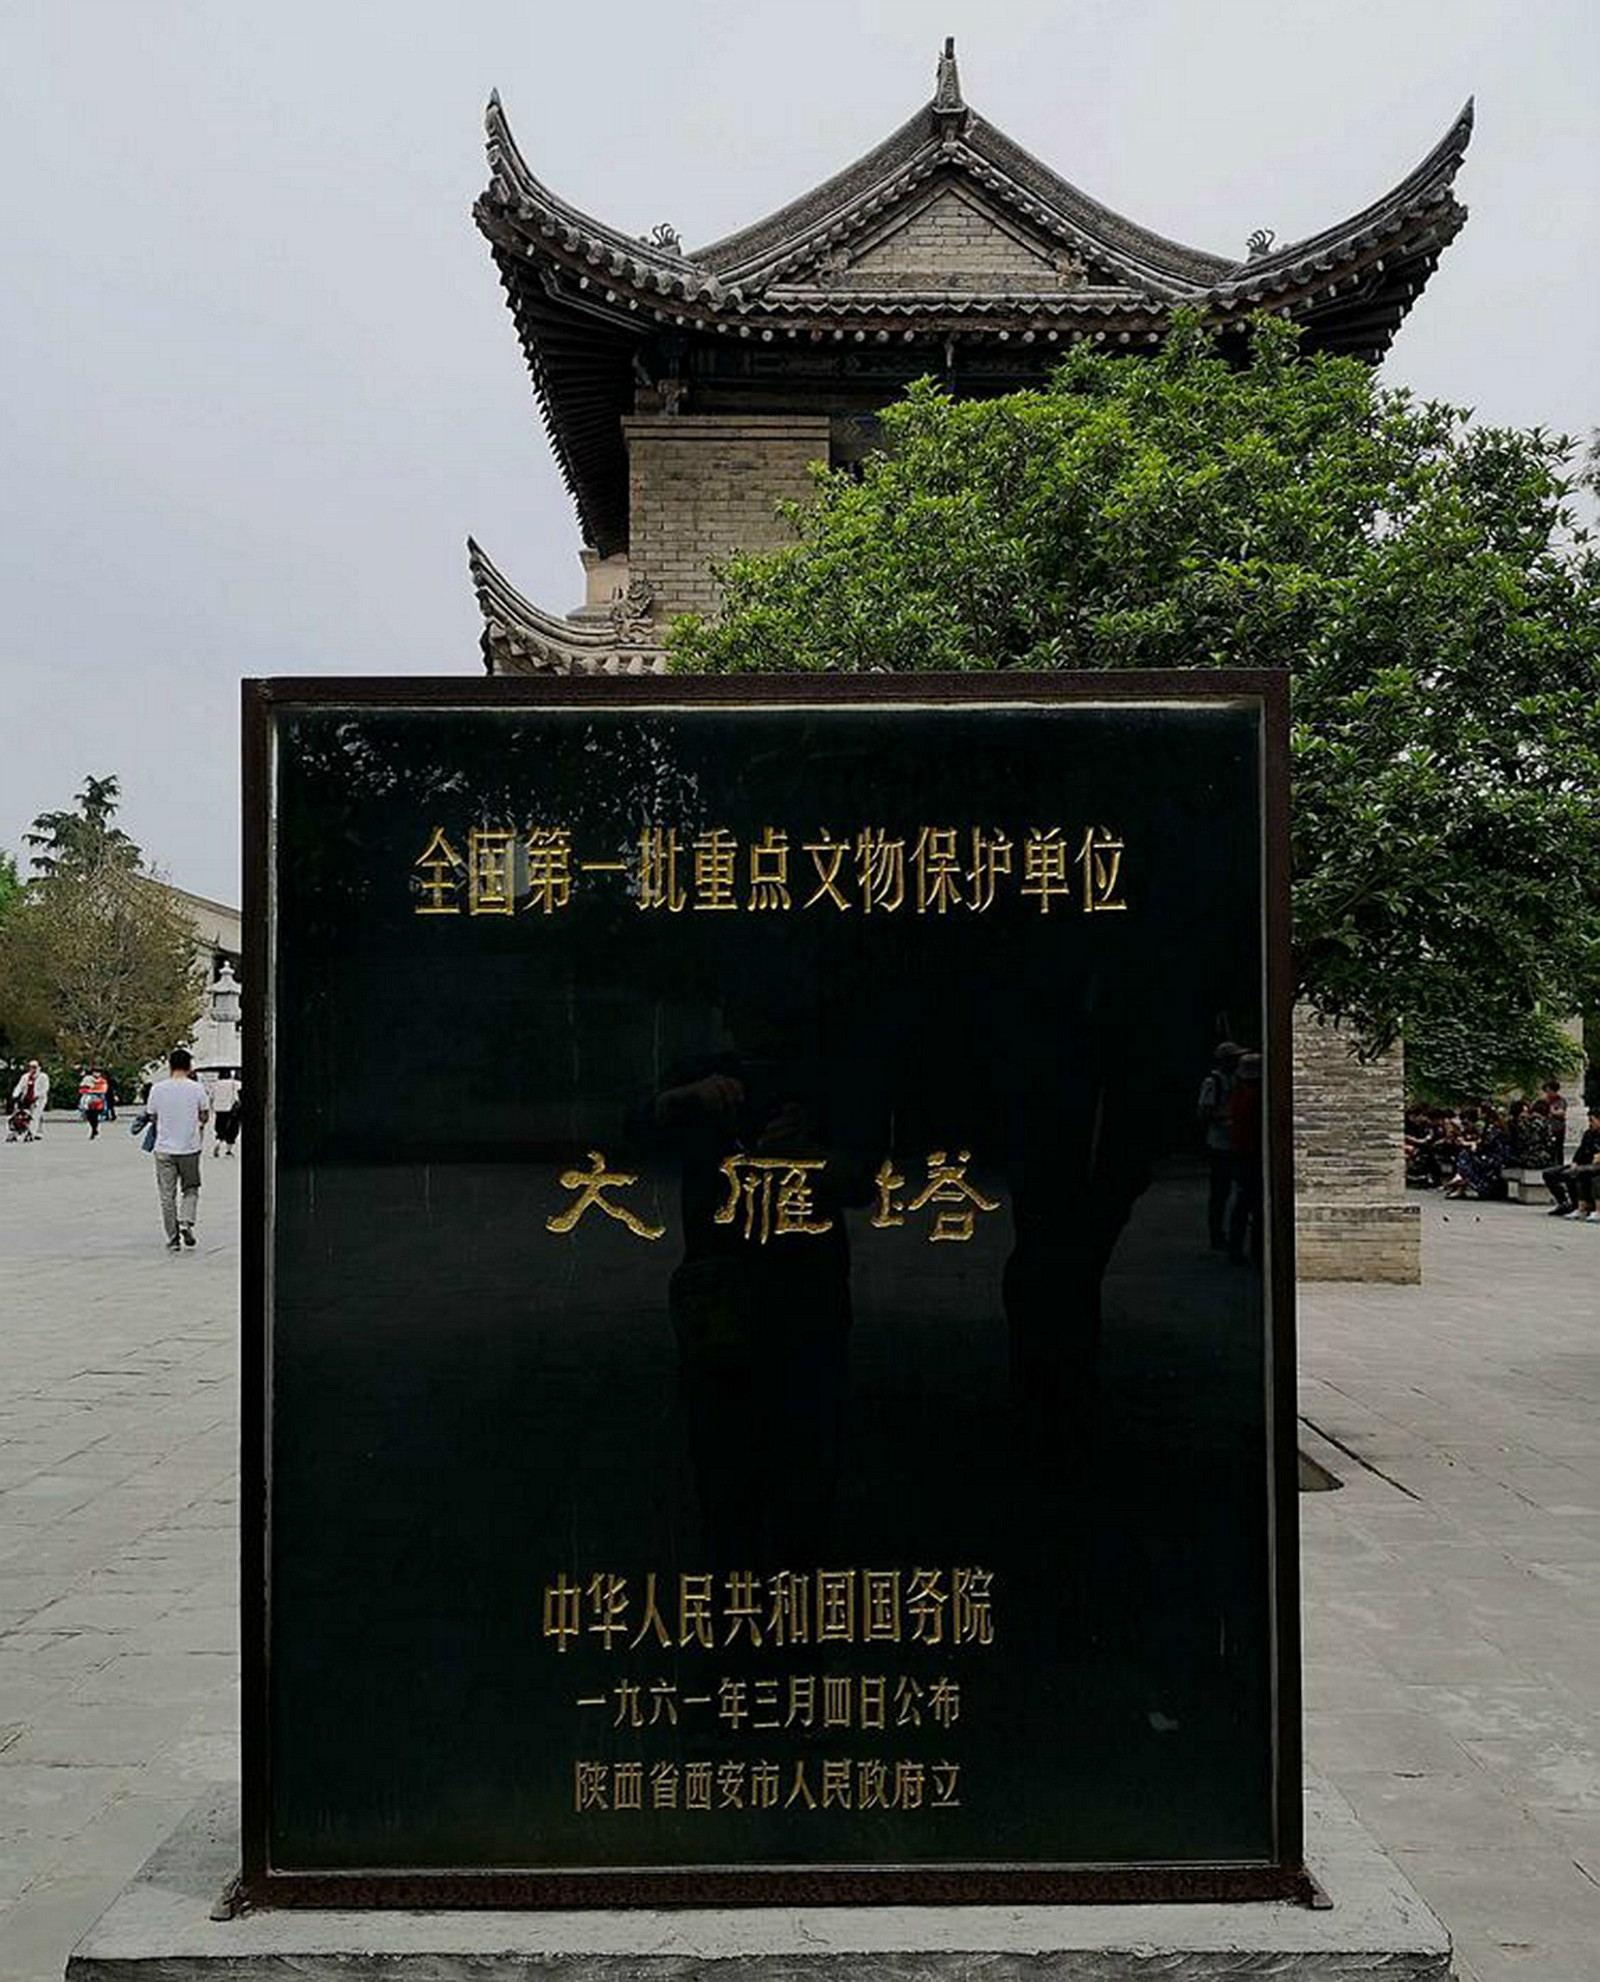 全国第一批重点文物保护单位
大雁塔
中华人民共和国国务院
一九六一年三月四日公布
陕西省西安市人民政府立